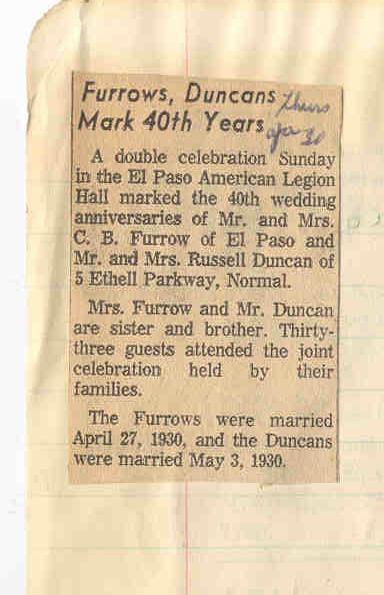 Furrows, Duncans Thurs
Mark 40th Years Apr 30
A double celebration Sunday
in the El Paso American Legion
Hall marked the 40th wedding
anniversaries of Mr. and Mrs.
C. B. Furrow of El Paso and
Mr. and Mrs. Russell Duncan of
5 Ethell Parkway, Normal.
Mrs. Furrow and Mr. Duncan
are sister and brother. Thirty-
three guests attended the joint
celebration held by their
families.
The Furrows were married
April 27, 1930, and the Duncans
were married May 3, 1930.